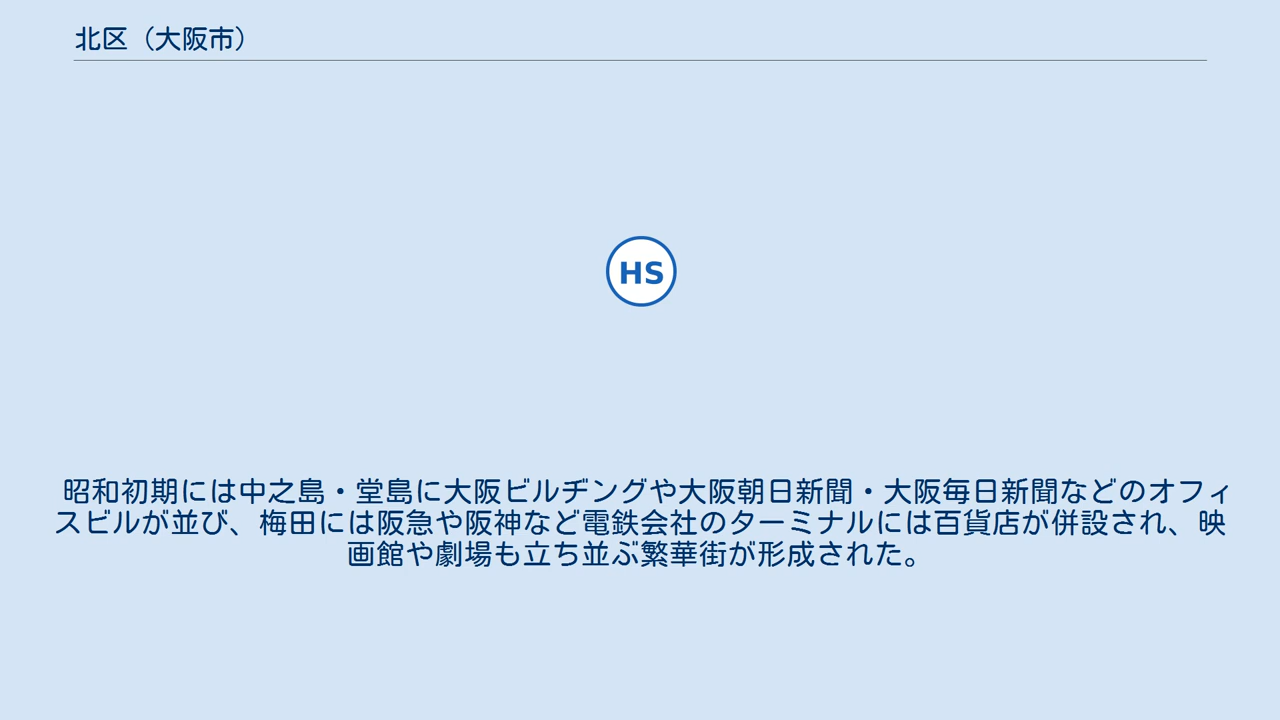 北区（大阪市）
HS
昭和初期には中之島・堂島に大阪ビルヂングや大阪朝日新聞・大阪毎日新聞などのオフィ
スビルが並び、梅田には阪急や阪神など電鉄会社のターミナルには百貨店が併設され、映
画館や劇場も立ち並ぶ繁華街が形成された。